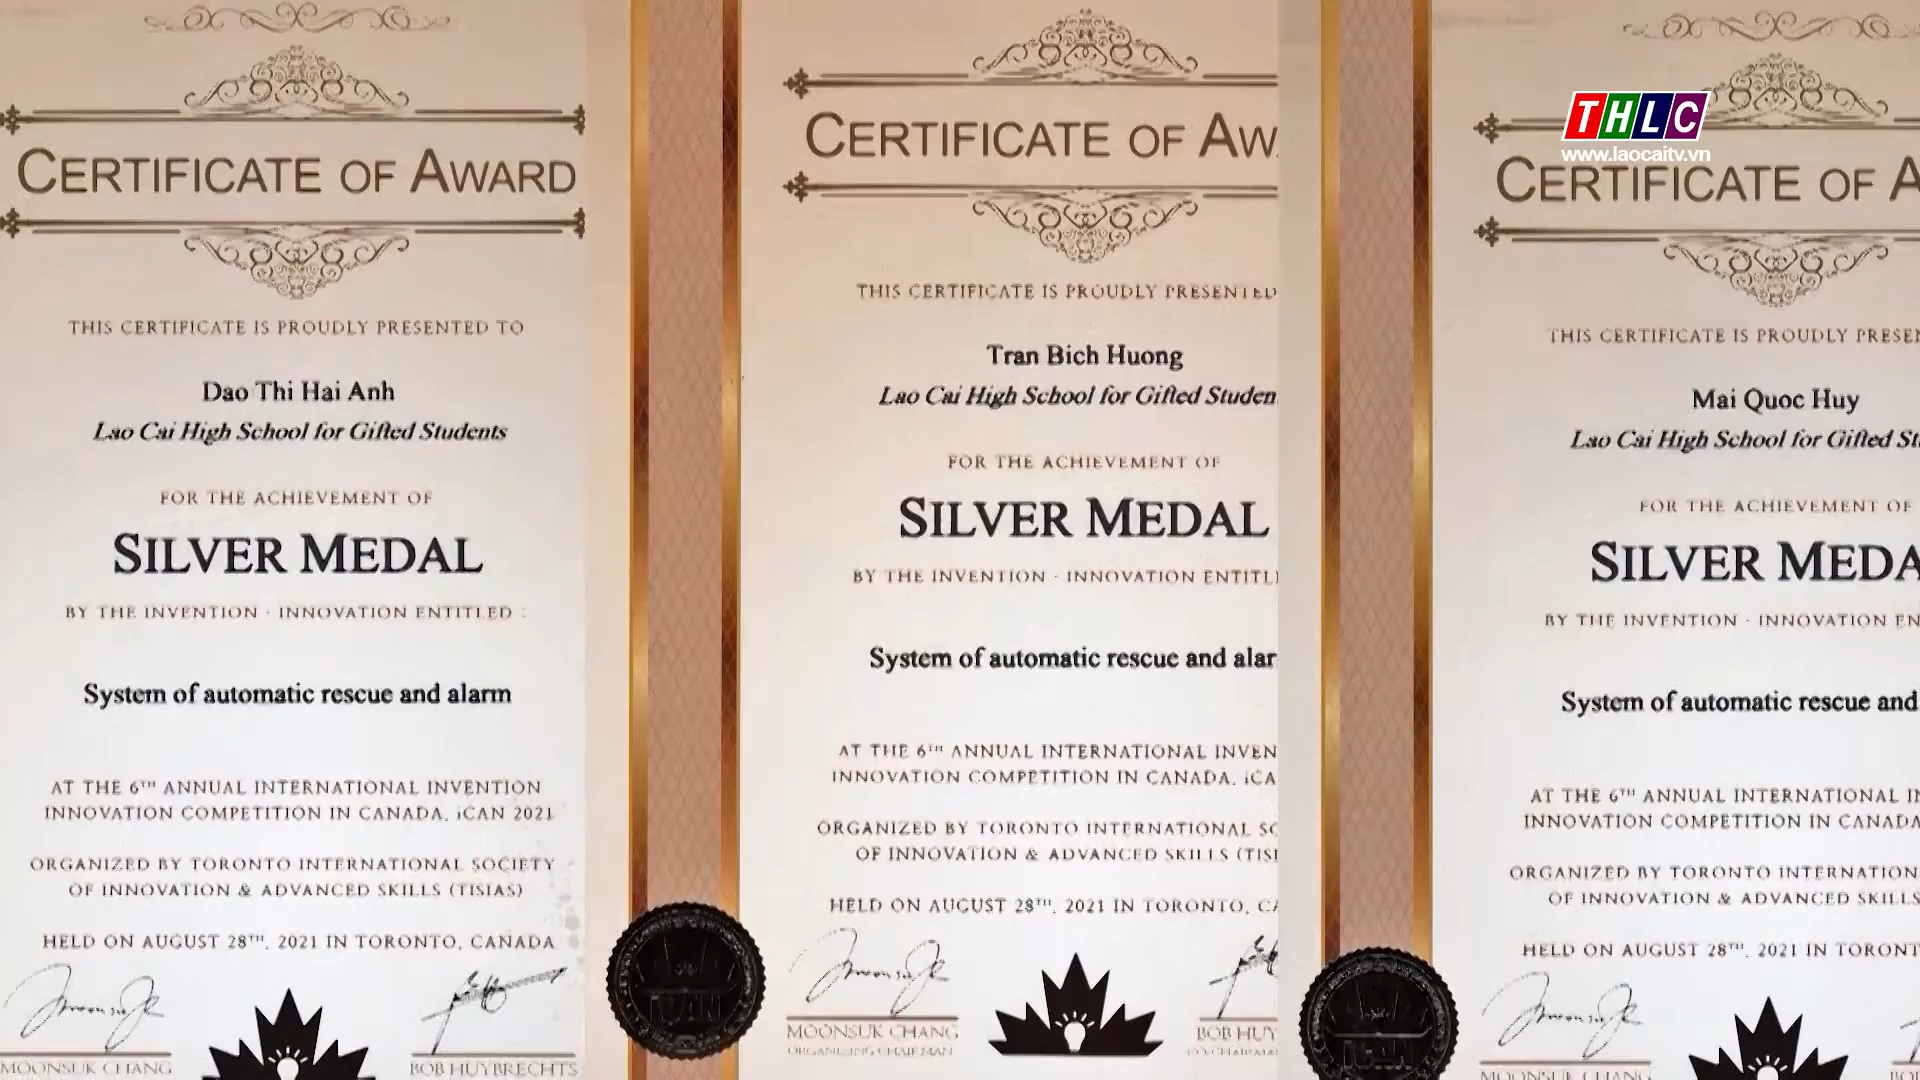 CERTIFICATE OF AWARD
THIS CERTIFICATE IS PROUDLY PRESENTED TO
Dao Thi Hai Anh
Lao Cai High School for Gifted Students
FOR THE ACHIEVEMENT OF
SILVER MEDAL
BY THE INVENTION · INNOVATION ENTITLED :
System of automatic rescue and alarm
AT THE 6TH ANNUAL INTERNATIONAL INVENTION
INNOVATION COMPETITION IN CANADA, iCAN 2021
ORGANIZED BY TORONTO INTERNATIONAL SOCIETY
OF INNOVATION & ADVANCED SKILLS (TISIAS)
HELD ON AUGUST 28TH, 2021 IN TORONTO, CANADA
MOONSUK CHANG
BOB HUYBRECHTS
iCAN
CERTIFICATE OF AW
THIS CERTIFICATE IS PROUDLY PRESENTED
Tran Bich Huong
Lao Cai High School for Gifted Studen
FOR THE ACHIEVEMENT OF
SILVER MEDAL
BY THE INVENTION · INNOVATION ENTITL
System of automatic rescue and alar
AT THE 6TH ANNUAL INTERNATIONAL INVEN
INNOVATION COMPETITION IN CANADA, iCA
ORGANIZED BY TORONTO INTERNATIONAL SO
OF INNOVATION & ADVANCED SKILLS (TISI
HELD ON AUGUST 28TH, 2021 IN TORONTO, CA
MOONSUK CHANG
ORGANIZING CHAIRMAN
BOB HUY
CO-CHAIRMA
iCAN
THLC
www.laocaitv.vn
CERTIFICATE OF A
THIS CERTIFICATE IS PROUDLY PRESEN
Mai Quoc Huy
Lao Cai High School for Gifted St
FOR THE ACHIEVEMENT OF
SILVER MEDA
BY THE INVENTION · INNOVATION EN
System of automatic rescue and
AT THE 6TH ANNUAL INTERNATIONAL I
INNOVATION COMPETITION IN CANADA
ORGANIZED BY TORONTO INTERNATION
OF INNOVATION & ADVANCED SKILLS
HELD ON AUGUST 28TH, 2021 IN TORONT
MOONSUK CHANG